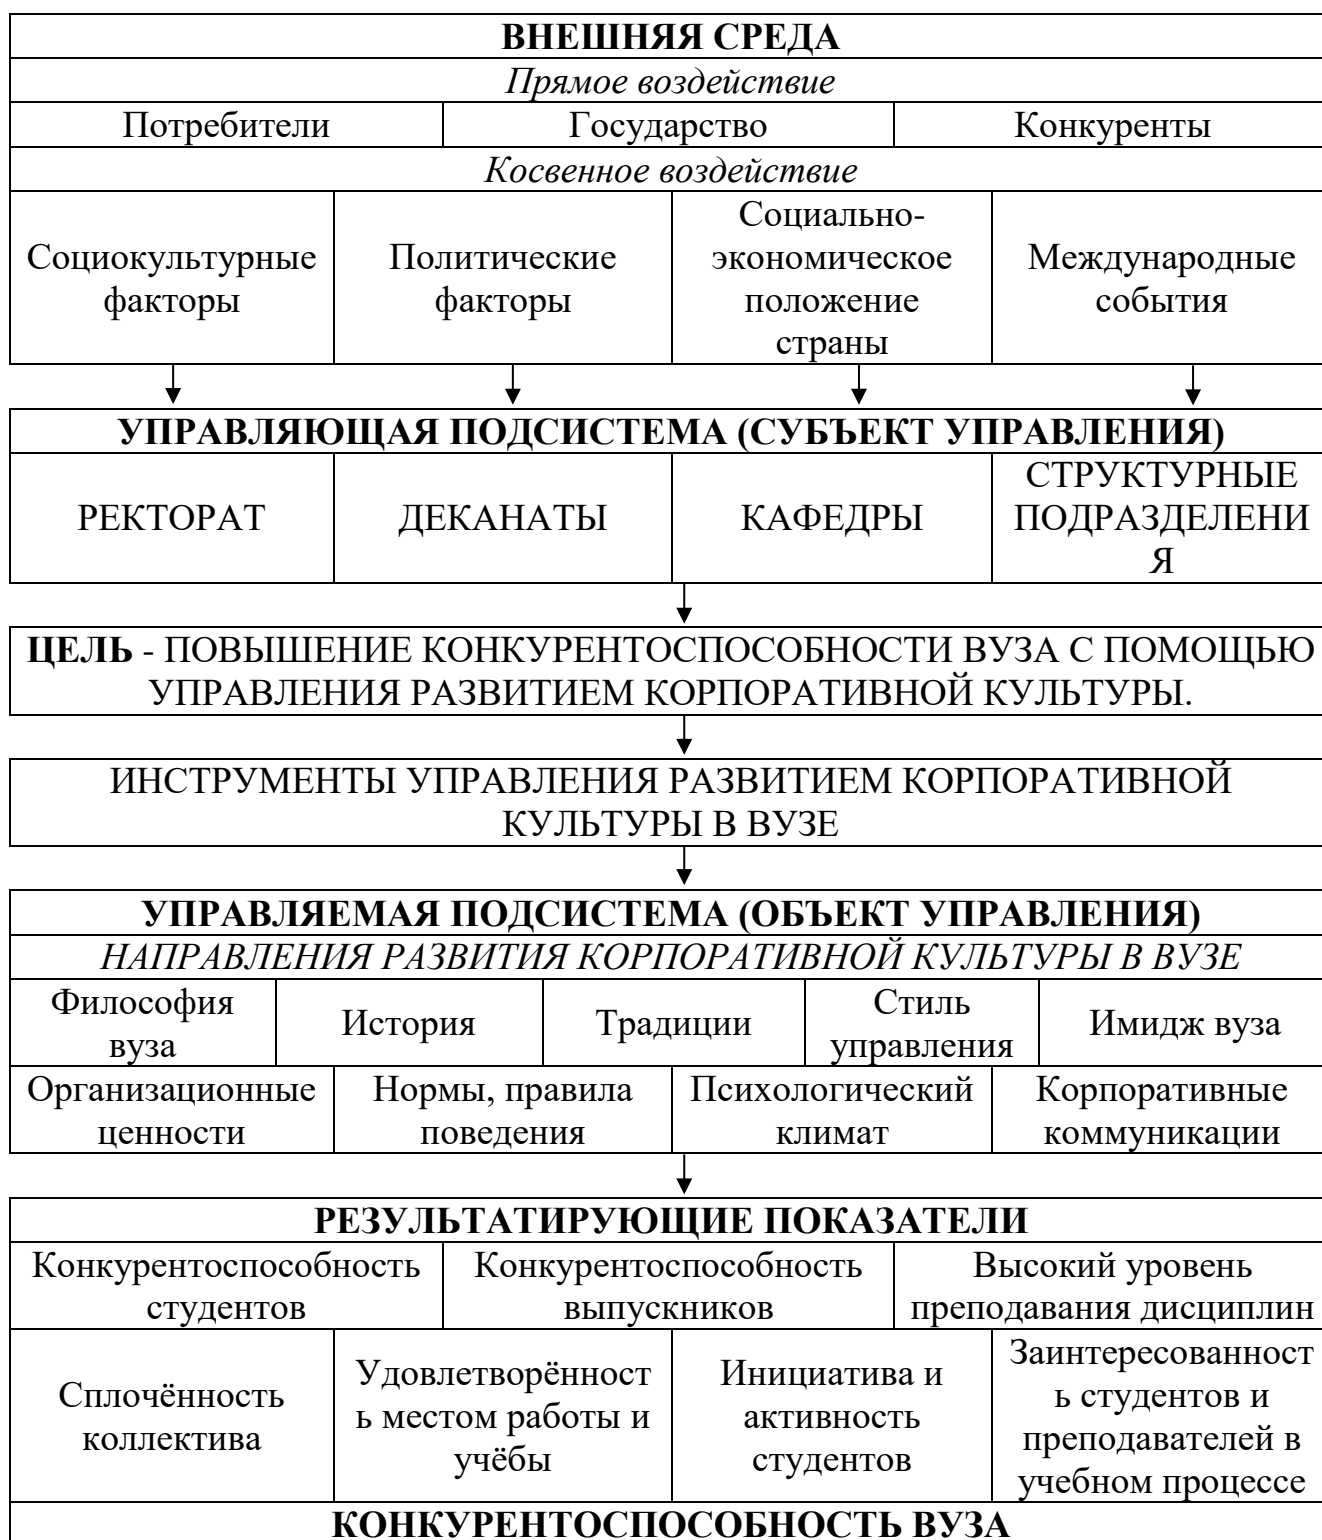 ВНЕШНЯЯ СРЕДА
Прямое воздействие
Потребители
Государство
Конкуренты
Косвенное воздействие
Социокультурные
факторы
Политические
факторы
Социально-
экономическое
положение
страны
Международные
события
УПРАВЛЯЮЩАЯ ПОДСИСТЕМА (СУБЪЕКТ УПРАВЛЕНИЯ)
РЕКТОРАТ
ДЕКАНАТЫ
КАФЕДРЫ
СТРУКТУРНЫЕ
ПОДРАЗДЕЛЕНИ
Я
ЦЕЛЬ - ПОВЫШЕНИЕ КОНКУРЕНТОСПОСОБНОСТИ ВУЗА С ПОМОЩЬЮ
УПРАВЛЕНИЯ РАЗВИТИЕМ КОРПОРАТИВНОЙ КУЛЬТУРЫ.
ИНСТРУМЕНТЫ УПРАВЛЕНИЯ РАЗВИТИЕМ КОРПОРАТИВНОЙ
КУЛЬТУРЫ В ВУЗЕ
УПРАВЛЯЕМАЯ ПОДСИСТЕМА (ОБЪЕКТ УПРАВЛЕНИЯ)
НАПРАВЛЕНИЯ РАЗВИТИЯ КОРПОРАТИВНОЙ КУЛЬТУРЫ В ВУЗЕ
Философия
вуза
История
Традиции
Стиль
управления
Имидж вуза
Организационные
ценности
Нормы, правила
поведения
Психологический
климат
Корпоративные
коммуникации
РЕЗУЛЬТАТИРУЮЩИЕ ПОКАЗАТЕЛИ
Конкурентоспособность
студентов
Конкурентоспособность
выпускников
Высокий уровень
преподавания дисциплин
Сплочённость
коллектива
Удовлетворённост
ь местом работы и
учёбы
Инициатива и
активность
студентов
Заинтересованност
ь студентов и
преподавателей в
учебном процессе
КОНКУРЕНТОСПОСОБНОСТЬ ВУЗА